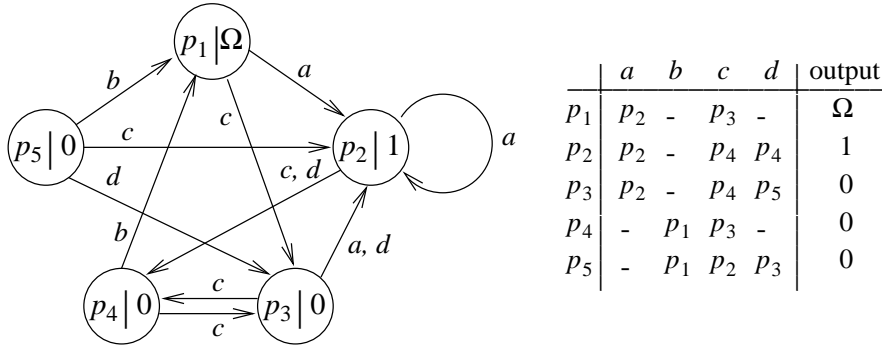 p1|Ω
b
a
c
p5|0
c
p2|1
a
d
c, d
b
a, d
c
p4|0
p3|0
c
a b c d output
p1 p2 - p3 - Ω
p2 p2 - p4 p4 1
p3 p2 - p4 p5 0
p4 - p1 p3 - 0
p5 - p1 p2 p3 0